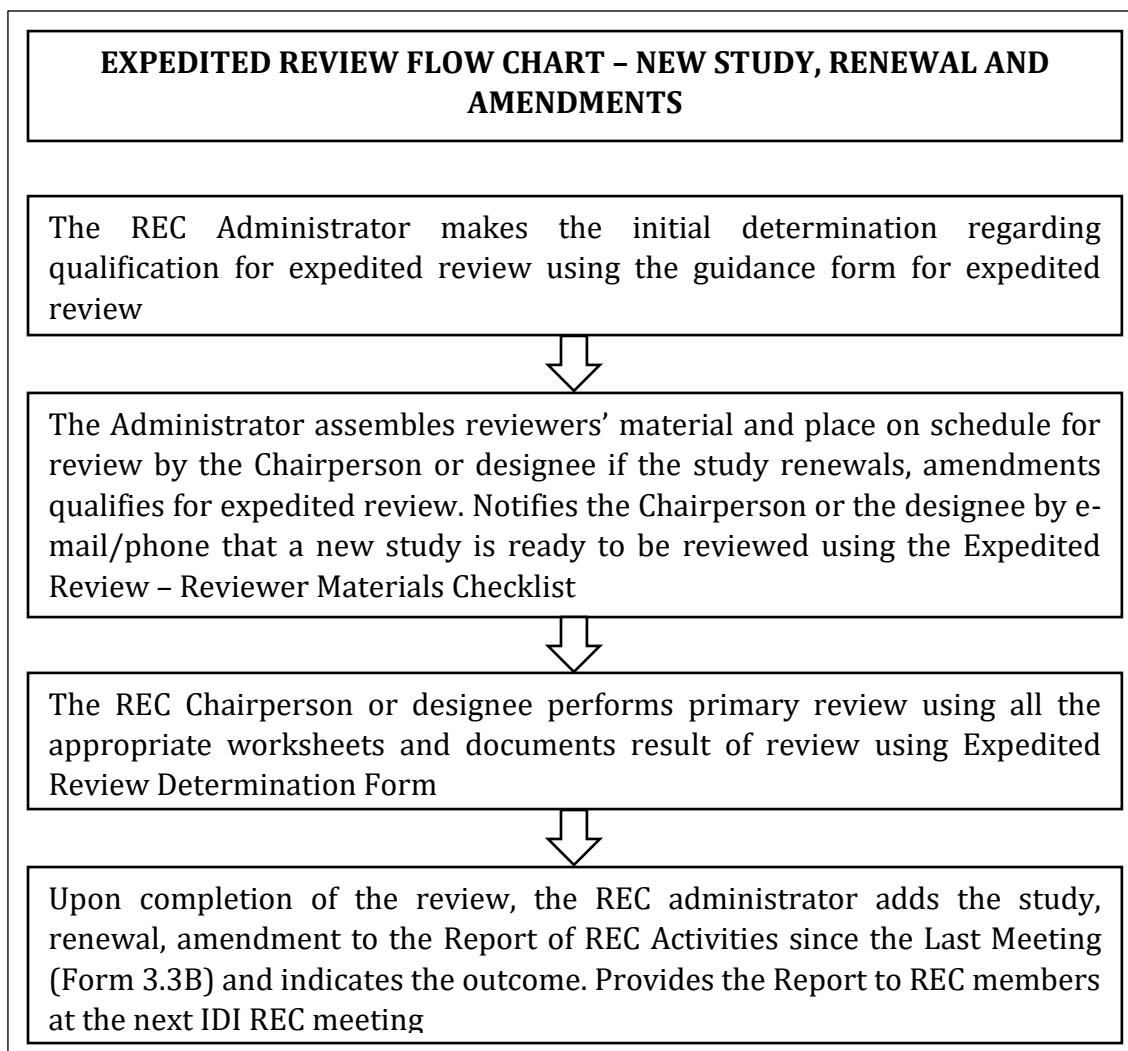 EXPEDITED REVIEW FLOW CHART – NEW STUDY, RENEWAL AND
AMENDMENTS
The REC Administrator makes the initial determination regarding
qualification for expedited review using the guidance form for expedited
review
The Administrator assembles reviewers’ material and place on schedule for
review by the Chairperson or designee if the study renewals, amendments
qualifies for expedited review. Notifies the Chairperson or the designee by e-
mail/phone that a new study is ready to be reviewed using the Expedited
Review – Reviewer Materials Checklist
The REC Chairperson or designee performs primary review using all the
appropriate worksheets and documents result of review using Expedited
Review Determination Form
Upon completion of the review, the REC administrator adds the study,
renewal, amendment to the Report of REC Activities since the Last Meeting
(Form 3.3B) and indicates the outcome. Provides the Report to REC members
at the next IDI REC meeting